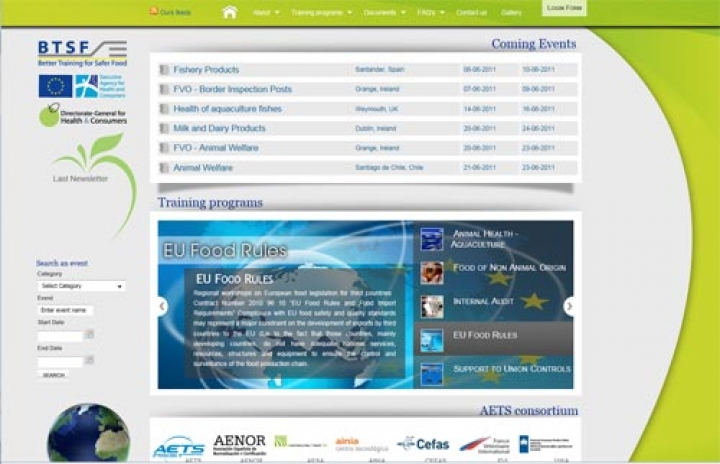 Ours feeds
About
Training programs
Documents
FAQ's
Contact us
Gallery
Login Form
BTSF
Better Training for Safer Food
Executive
Agency for
Health and
Consumers
Directorate-General for
Health & Consumers
Last Newsletter
Coming Events
Fishery Products Santander, Spain 06-06-2011 10-06-2011
FVO - Border Inspection Posts Grange, Ireland 07-06-2011 09-06-2011
Health of aquaculture fishes Weymouth, UK 14-06-2011 16-06-2011
Milk and Dairy Products Dublin, Ireland 20-06-2011 24-06-2011
FVO - Animal Welfare Grange, Ireland 20-06-2011 23-06-2011
Animal Welfare Santiago de Chile, Chile 21-06-2011 23-06-2011
Training programs
EU Food Rules
EU Food Rules
Regional workshops on European food legislation for third countries
Contract Number 2010 96 10 "EU Food Rules and Food Import
Requirements" Compliance with EU food safety and quality standards
may represent a major constraint on the development of exports by third
countries to the EU due to the fact that those countries, mainly
developing countries, do not have adequate national services,
resources, structures and equipment to ensure the control and
surveillance of the food production chain.
Animal Health -
Aquaculture
Food of Non Animal Origin
Internal Audit
EU Food Rules
Support to Union Controls
Search an event
Category
Select Category
Event
Enter event name
Start Date
End Date
SEARCH
AETS consortium
AETS
AENOR
Asociación Española de
Normalización y Certificación
ainia
centro tecnológico
Cefas
France
Vétérinaire
International
AETS AENOR AINIA CEFAS FVI